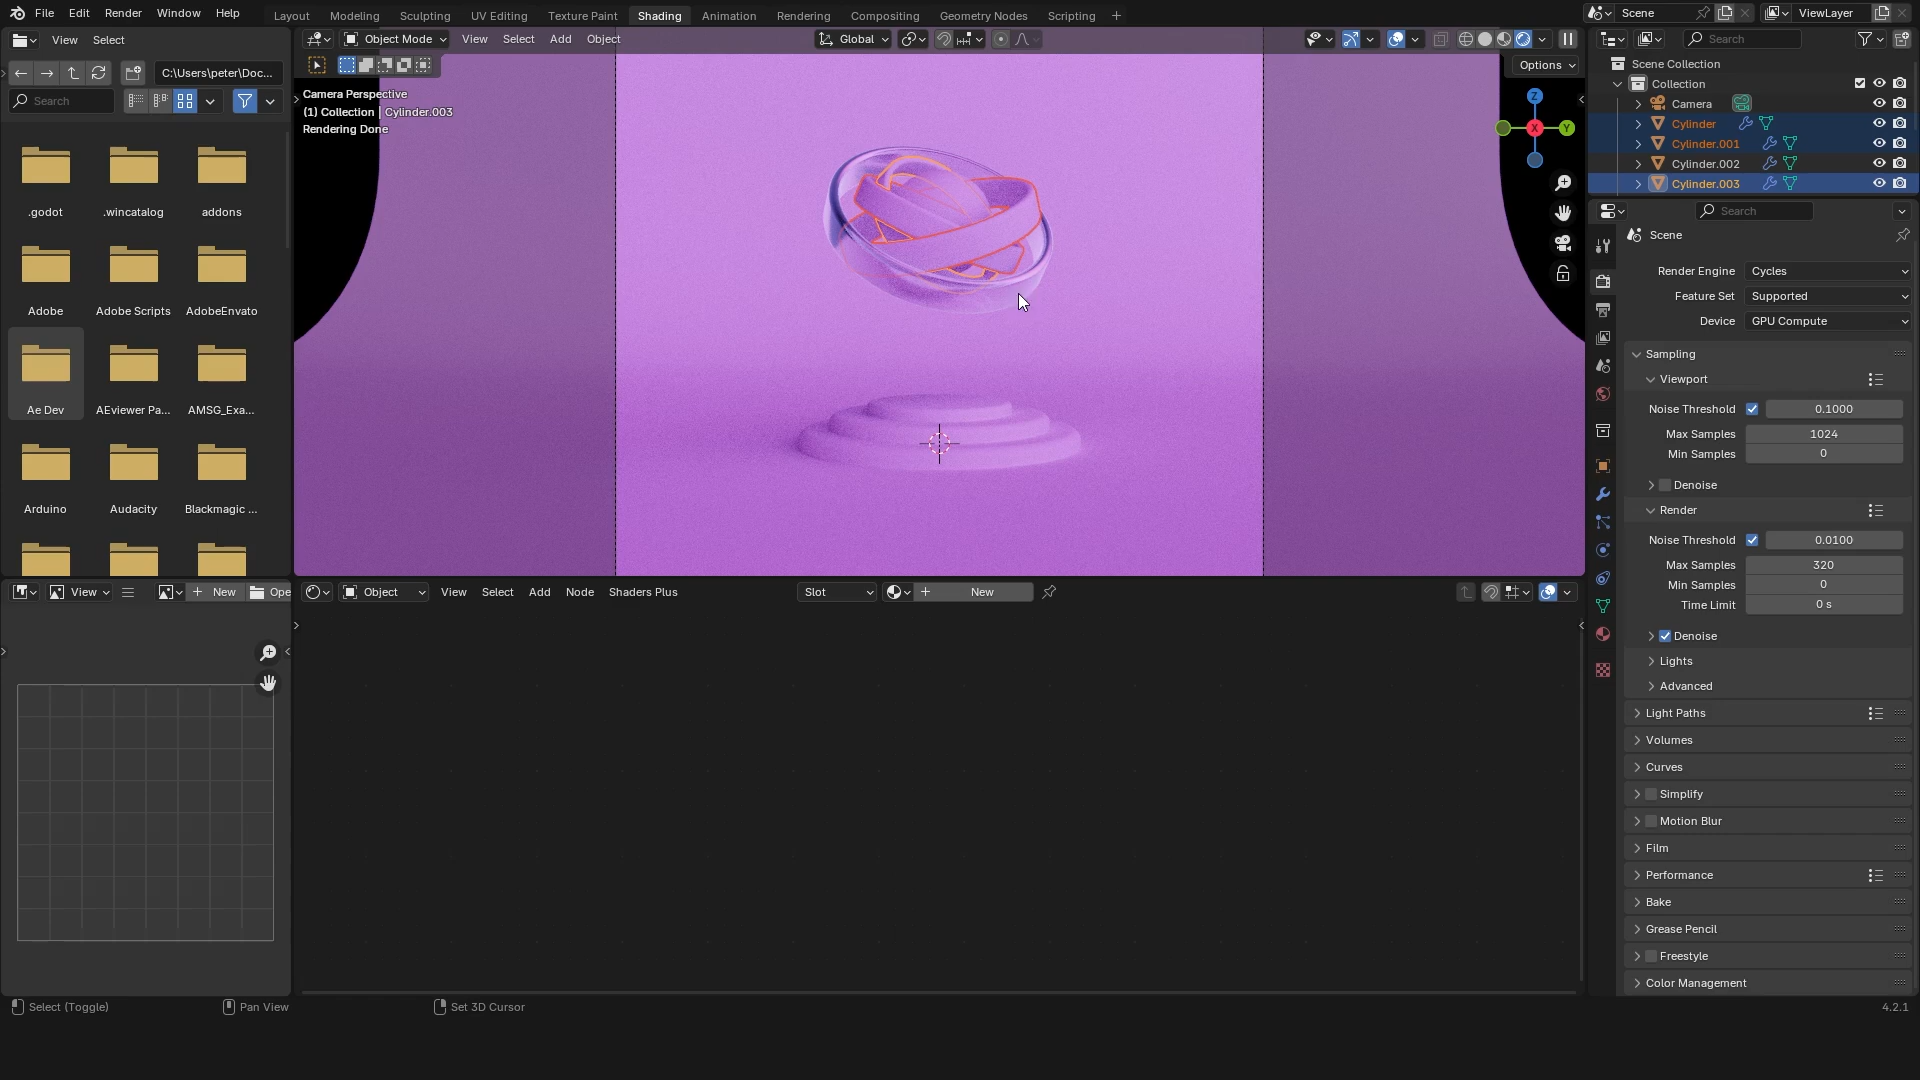 File Edit Render Window Help Layout Modeling Sculpting UV Editing Texture Paint Shading Animation Rendering Compositing Geometry Nodes Scripting + Scene ViewLayer
View Select
C:\Users\peter\Doc...
Search
.godot .wincatalog addons
Adobe Adobe Scripts AdobeEnvato
Ae Dev AEviewer Pa... AMSG_Exa...
Arduino Audacity Blackmagic ...
Object Mode View Select Add Object Global
Options
Camera Perspective
(1) Collection | Cylinder.003
Rendering Done
Z
X
Y
Search
Scene Collection
Collection
Camera
Cylinder
Cylinder.001
Cylinder.002
Cylinder.003
Search
Scene
Render Engine Cycles
Feature Set Supported
Device GPU Compute
Sampling
Viewport
Noise Threshold 0.1000
Max Samples 1024
Min Samples 0
Denoise
Render
Noise Threshold 0.0100
Max Samples 320
Min Samples 0
Time Limit 0 s
Denoise
Lights
Advanced
Light Paths
Volumes
Curves
Simplify
Motion Blur
Film
Performance
Bake
Grease Pencil
Freestyle
Color Management
View + New Ope
Object View Select Add Node Shaders Plus Slot + New
Select (Toggle) Pan View Set 3D Cursor 4.2.1